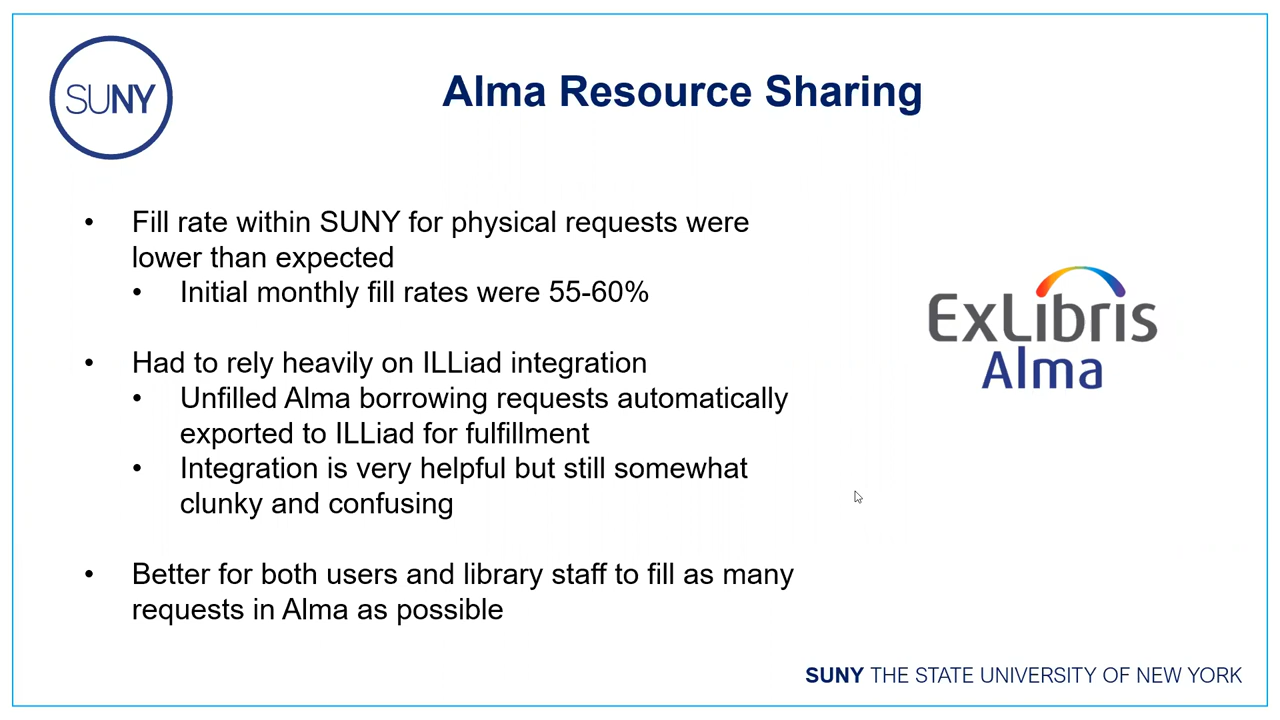 SUNY
Alma Resource Sharing
• Fill rate within SUNY for physical requests were
lower than expected
• Initial monthly fill rates were 55-60%
• Had to rely heavily on ILLiad integration
• Unfilled Alma borrowing requests automatically
exported to ILLiad for fulfillment
• Integration is very helpful but still somewhat
clunky and confusing
• Better for both users and library staff to fill as many
requests in Alma as possible
ExLibris
Alma
SUNY THE STATE UNIVERSITY OF NEW YORK